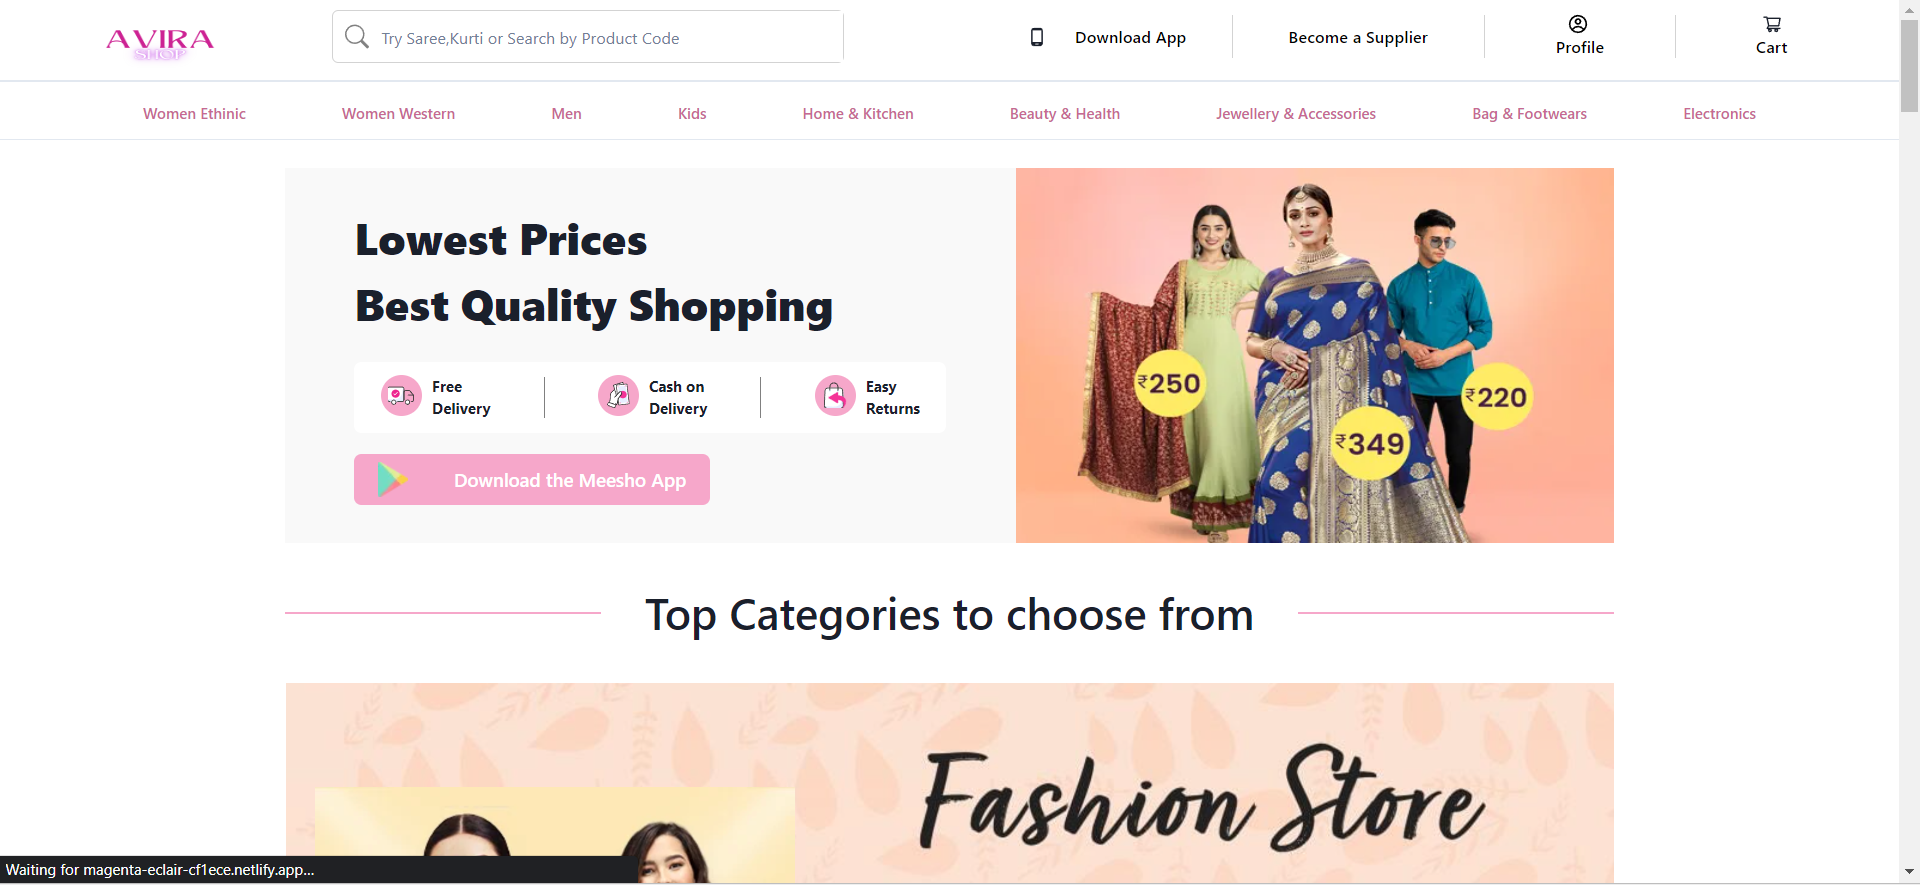 AVIRA
SHOP
Try Saree,Kurti or Search by Product Code
Download App
Become a Supplier
Profile
Cart
Women Ethinic
Women Western
Men
Kids
Home & Kitchen
Beauty & Health
Jewellery & Accessories
Bag & Footwears
Electronics
Lowest Prices
Best Quality Shopping
Free
Delivery
Cash on
Delivery
Easy
Returns
Download the Meesho App
₹250
₹349
₹220
Top Categories to choose from
Fashion Store
Waiting for magenta-eclair-cf1ece.netlify.app...